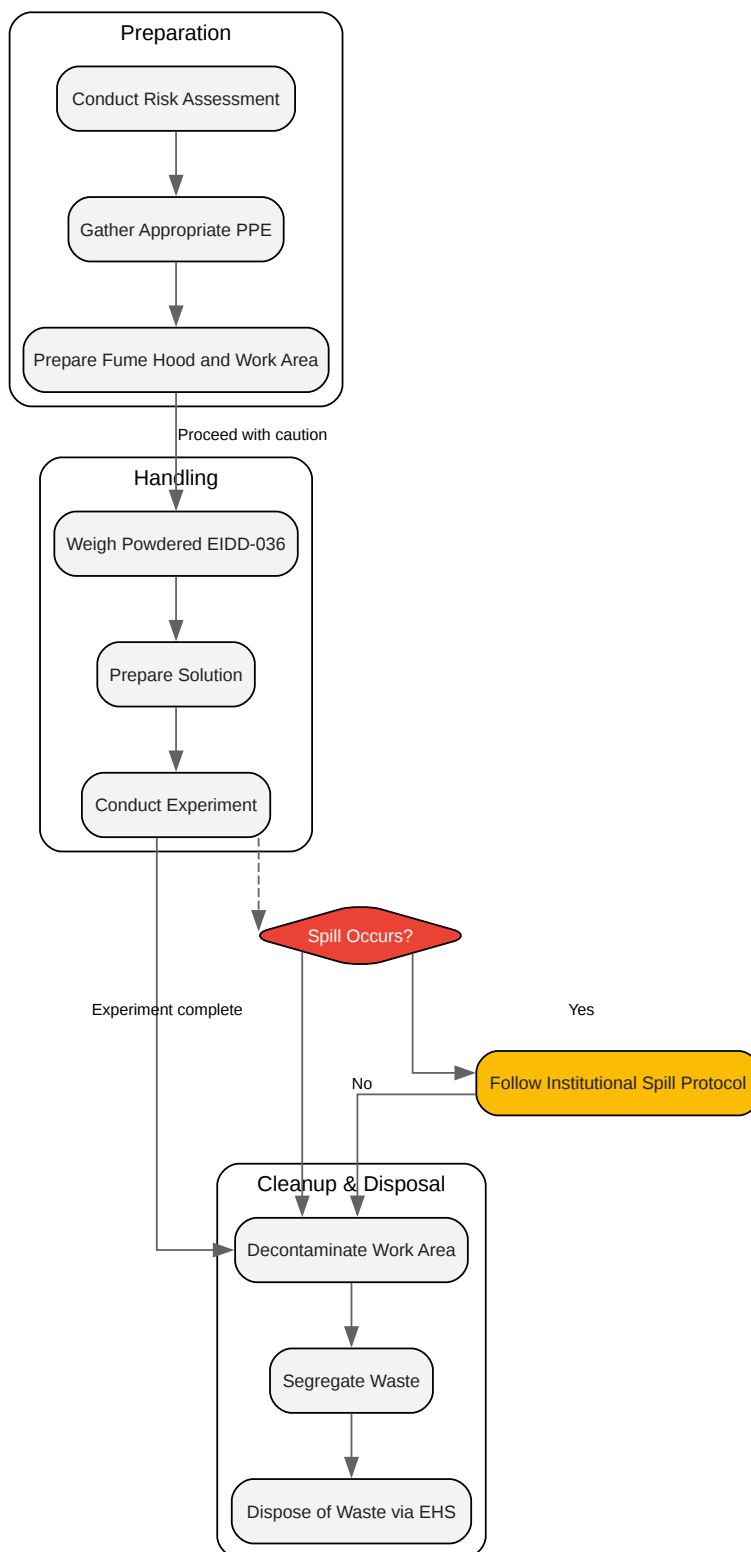 Preparation
Conduct Risk Assessment
Gather Appropriate PPE
Prepare Fume Hood and Work Area
Proceed with caution
Handling
Weigh Powdered EIDD-036
Prepare Solution
Conduct Experiment
Spill Occurs?
Experiment complete
Yes
No
Follow Institutional Spill Protocol
Cleanup & Disposal
Decontaminate Work Area
Segregate Waste
Dispose of Waste via EHS